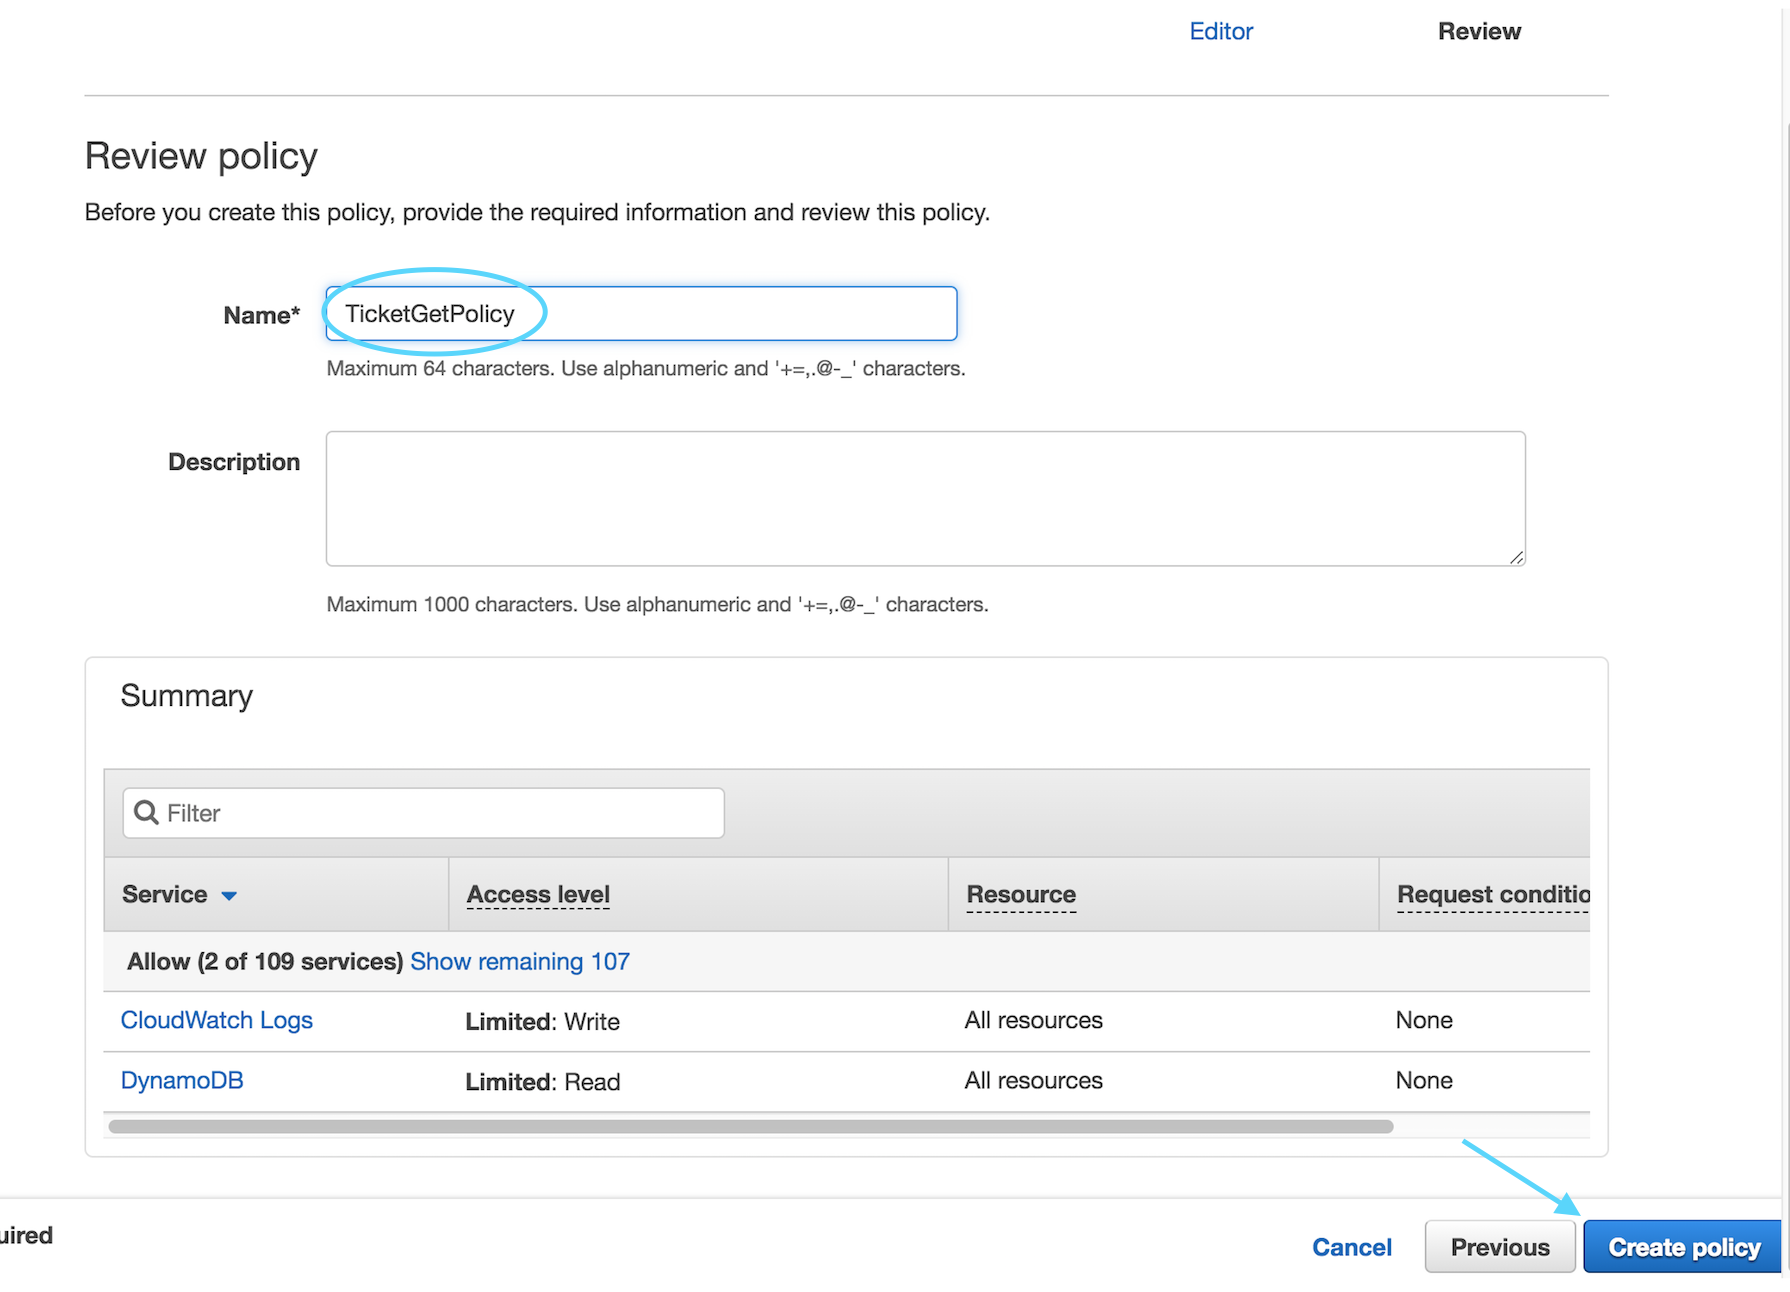 Editor Review
Review policy
Before you create this policy, provide the required information and review this policy.
Name* TicketGetPolicy
Maximum 64 characters. Use alphanumeric and '+=,.@-_' characters.
Description
Maximum 1000 characters. Use alphanumeric and '+=,.@-_' characters.
Summary
Filter
Service Access level Resource Request conditio
Allow (2 of 109 services) Show remaining 107
CloudWatch Logs Limited: Write All resources None
DynamoDB Limited: Read All resources None
uired Cancel Previous Create policy